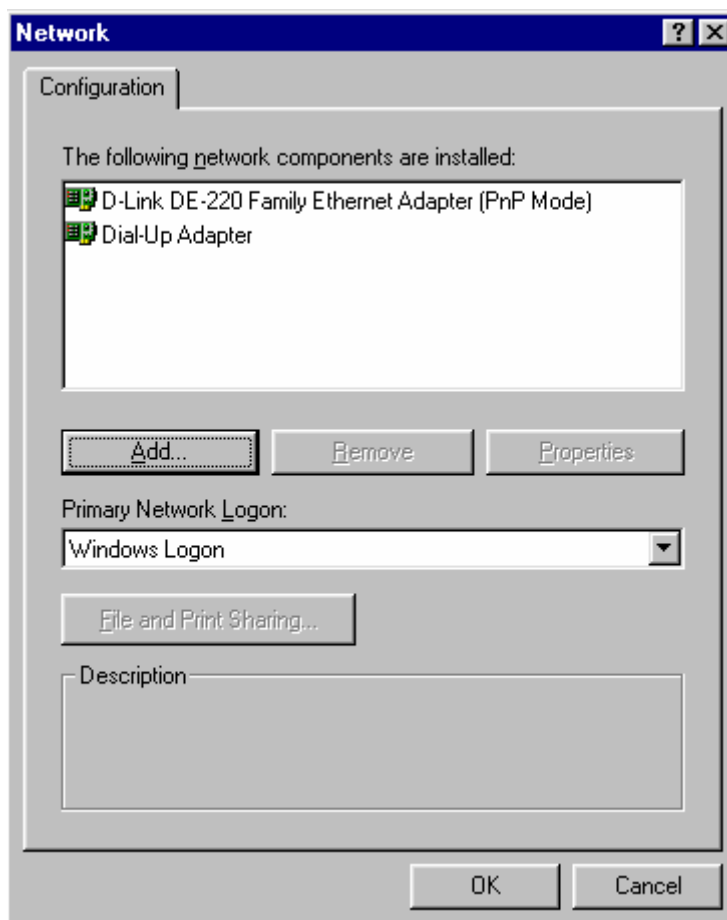 Network
Configuration
The following network components are installed:
D-Link DE-220 Family Ethernet Adapter (PnP Mode)
Dial-Up Adapter
Add...
Remove
Properties
Primary Network Logon:
Windows Logon
File and Print Sharing...
Description
OK
Cancel